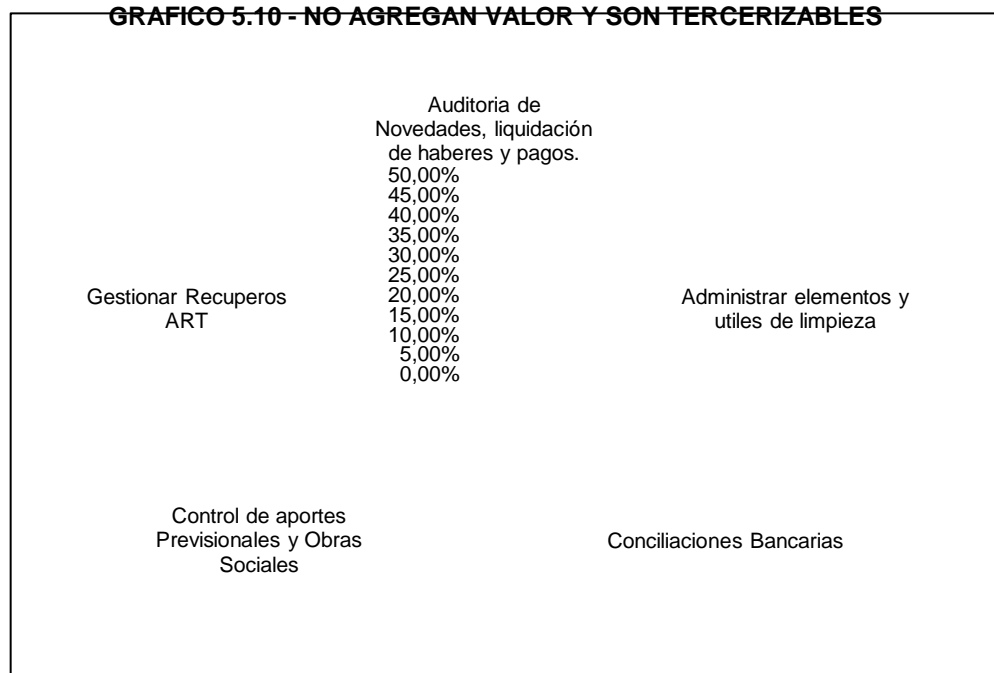 GRAFICO 5.10 - NO AGREGAN VALOR Y SON TERCERIZABLES
Auditoria de
Novedades, liquidación
de haberes y pagos.
50,00%
45,00%
40,00%
35,00%
30,00%
25,00%
20,00%
15,00%
10,00%
5,00%
0,00%
Administrar elementos y
utiles de limpieza
Conciliaciones Bancarias
Control de aportes
Previsionales y Obras
Sociales
Gestionar Recuperos
ART